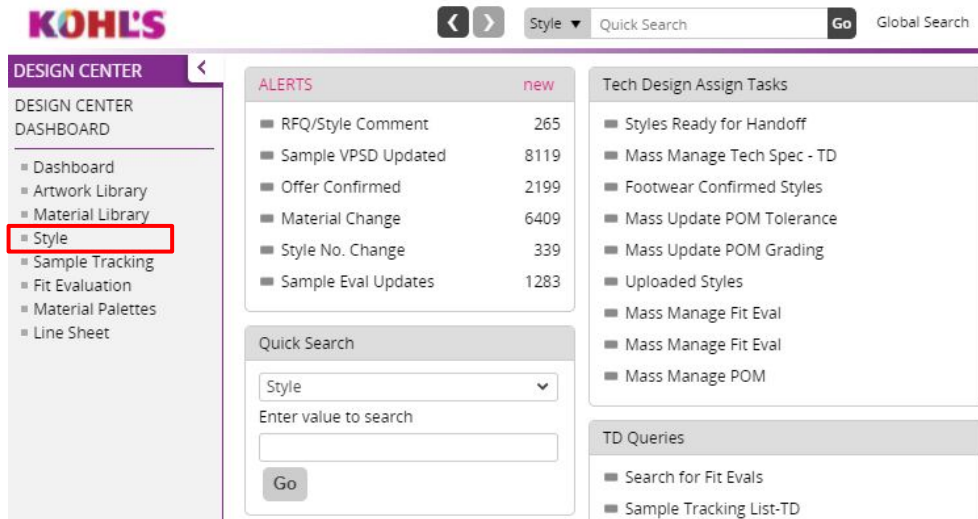 KOHL'S
Style ▼ Quick Search Go Global Search
DESIGN CENTER
DESIGN CENTER
DASHBOARD
Dashboard
Artwork Library
Material Library
Style
Sample Tracking
Fit Evaluation
Material Palettes
Line Sheet
ALERTS new
RFQ/Style Comment 265
Sample VPSD Updated 8119
Offer Confirmed 2199
Material Change 6409
Style No. Change 339
Sample Eval Updates 1283
Quick Search
Style
Enter value to search
Go
Tech Design Assign Tasks
Styles Ready for Handoff
Mass Manage Tech Spec - TD
Footwear Confirmed Styles
Mass Update POM Tolerance
Mass Update POM Grading
Uploaded Styles
Mass Manage Fit Eval
Mass Manage Fit Eval
Mass Manage POM
TD Queries
Search for Fit Evals
Sample Tracking List-TD